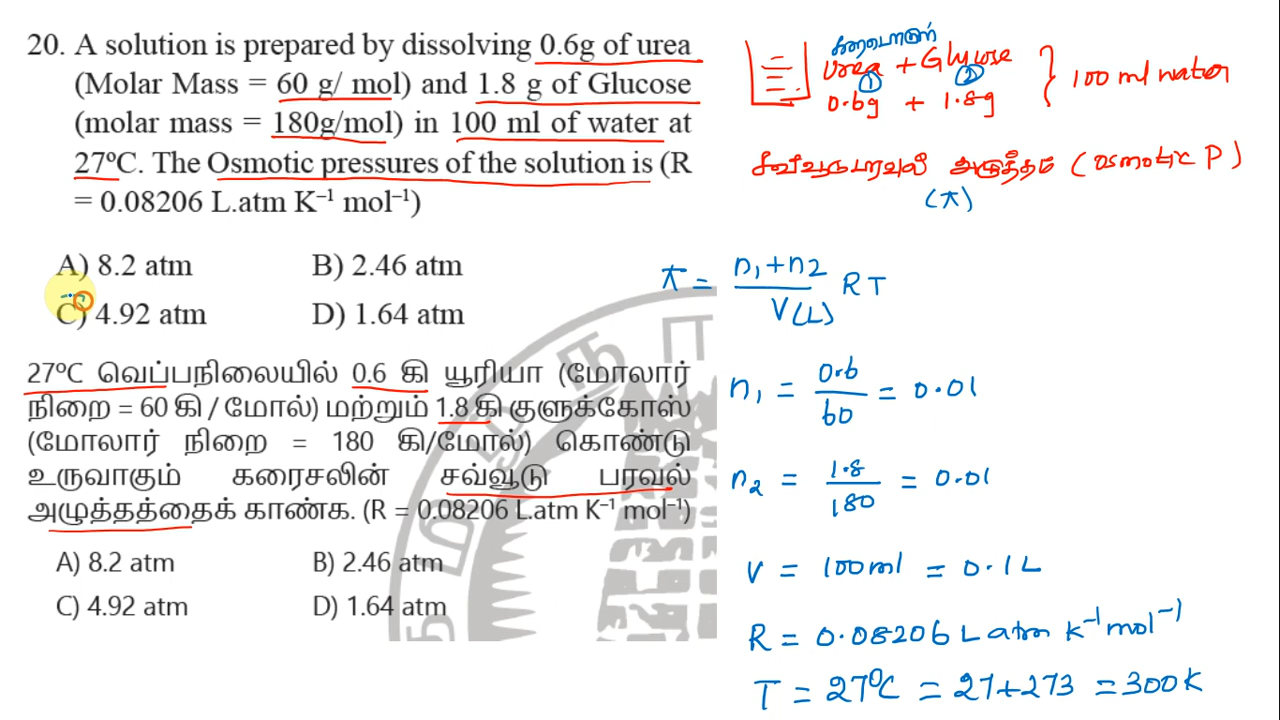 20. A solution is prepared by dissolving 0.6g of urea
(Molar Mass = 60 g/ mol) and 1.8 g of Glucose
(molar mass = 180g/mol) in 100 ml of water at
27ºC. The Osmotic pressures of the solution is (R
= 0.08206 L.atm K⁻¹ mol⁻¹)
A) 8.2 atm B) 2.46 atm
C) 4.92 atm D) 1.64 atm
27ºC வெப்பநிலையில் 0.6 கி யூரியா (மோலார்
நிறை = 60 கி / மோல்) மற்றும் 1.8 கி குளுக்கோஸ்
(மோலார் நிறை = 180 கி/மோல்) கொண்டு
உருவாகும் கரைசலின் சவ்வூடு பரவல்
அழுத்தத்தைக் காண்க. (R = 0.08206 L.atm K⁻¹ mol⁻¹)
A) 8.2 atm B) 2.46 atm
C) 4.92 atm D) 1.64 atm
கரைபொருள்
Urea + Glucose
① ②
0.6g + 1.8g
} 100 ml water
அழுத்தம் (Osmotic P)
(π)
π = n₁+n₂ / V(L) RT
n₁ = 0.6 / 60 = 0.01
n₂ = 1.8 / 180 = 0.01
V = 100ml = 0.1L
R = 0.08206 L atm K⁻¹ mol⁻¹
T = 27⁰C = 27+273 = 300K